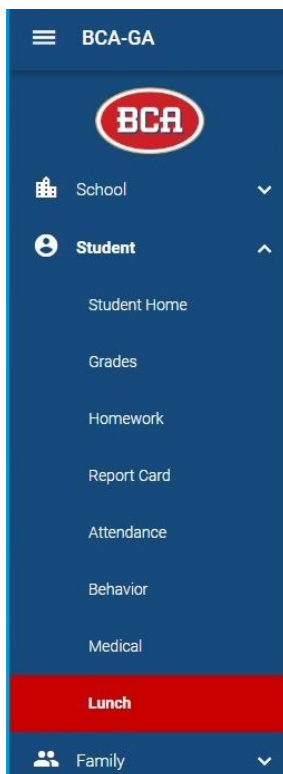 BCA-GA
BCA
School
Student
Student Home
Grades
Homework
Report Card
Attendance
Behavior
Medical
Lunch
Family